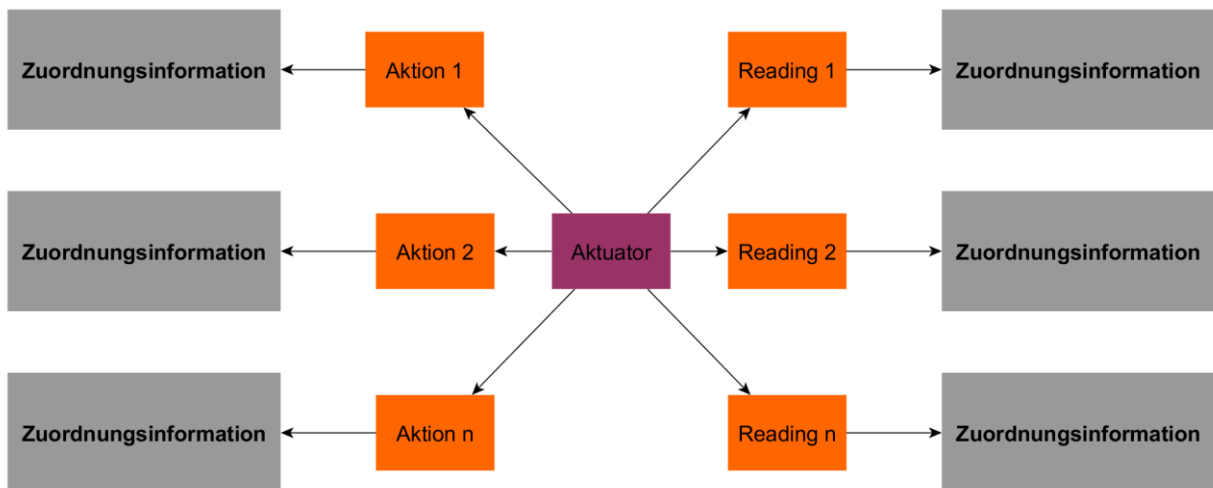 Zuordnungsinformation
Aktion 1
Reading 1
Zuordnungsinformation
Zuordnungsinformation
Aktion 2
Aktuator
Reading 2
Zuordnungsinformation
Zuordnungsinformation
Aktion n
Reading n
Zuordnungsinformation